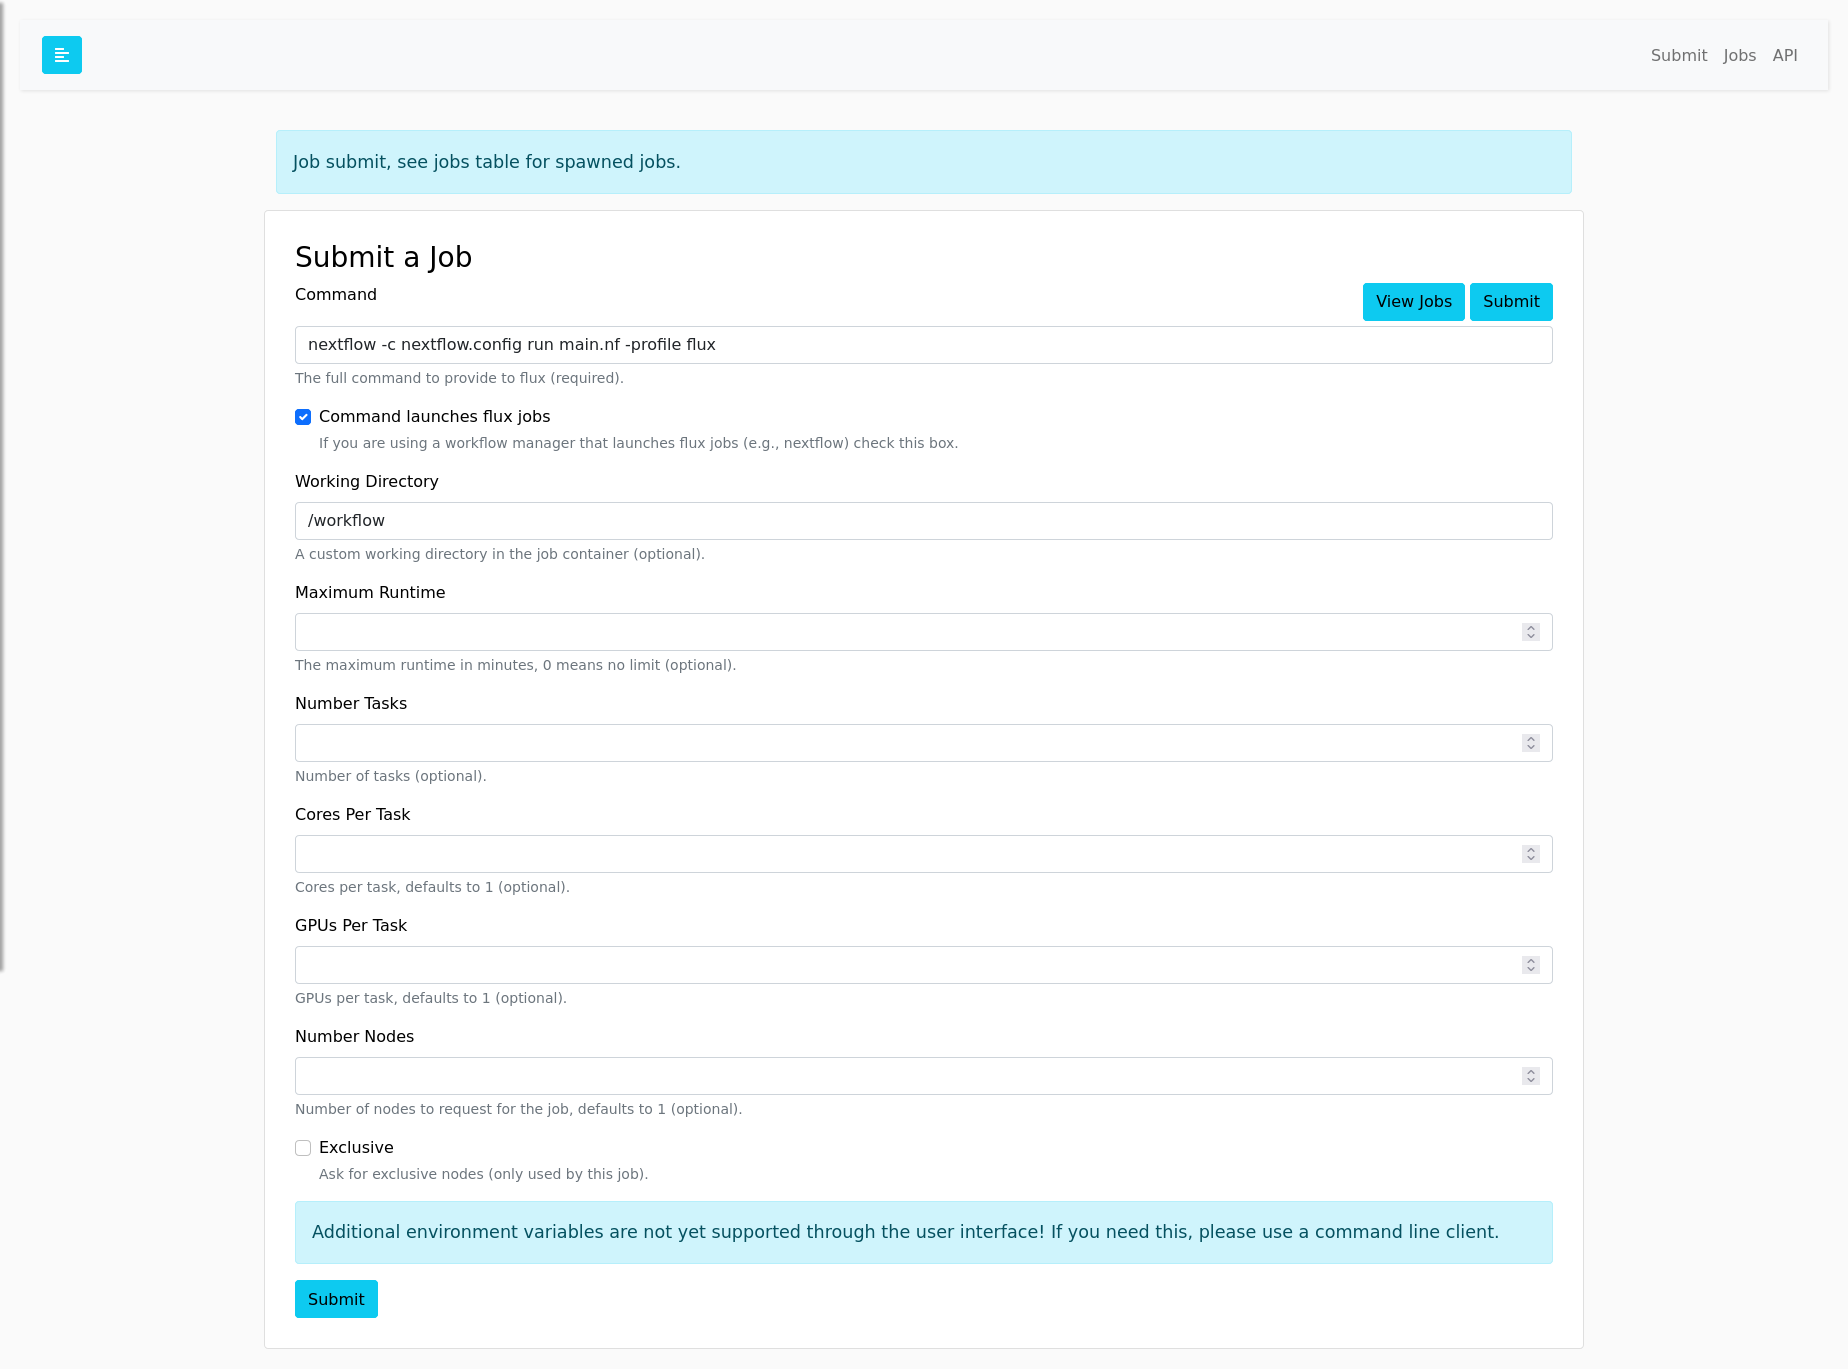 Submit Jobs API
Job submit, see jobs table for spawned jobs.
Submit a Job
Command
View Jobs Submit
nextflow -c nextflow.config run main.nf -profile flux
The full command to provide to flux (required).
Command launches flux jobs
If you are using a workflow manager that launches flux jobs (e.g., nextflow) check this box.
Working Directory
/workflow
A custom working directory in the job container (optional).
Maximum Runtime
The maximum runtime in minutes, 0 means no limit (optional).
Number Tasks
Number of tasks (optional).
Cores Per Task
Cores per task, defaults to 1 (optional).
GPUs Per Task
GPUs per task, defaults to 1 (optional).
Number Nodes
Number of nodes to request for the job, defaults to 1 (optional).
Exclusive
Ask for exclusive nodes (only used by this job).
Additional environment variables are not yet supported through the user interface! If you need this, please use a command line client.
Submit